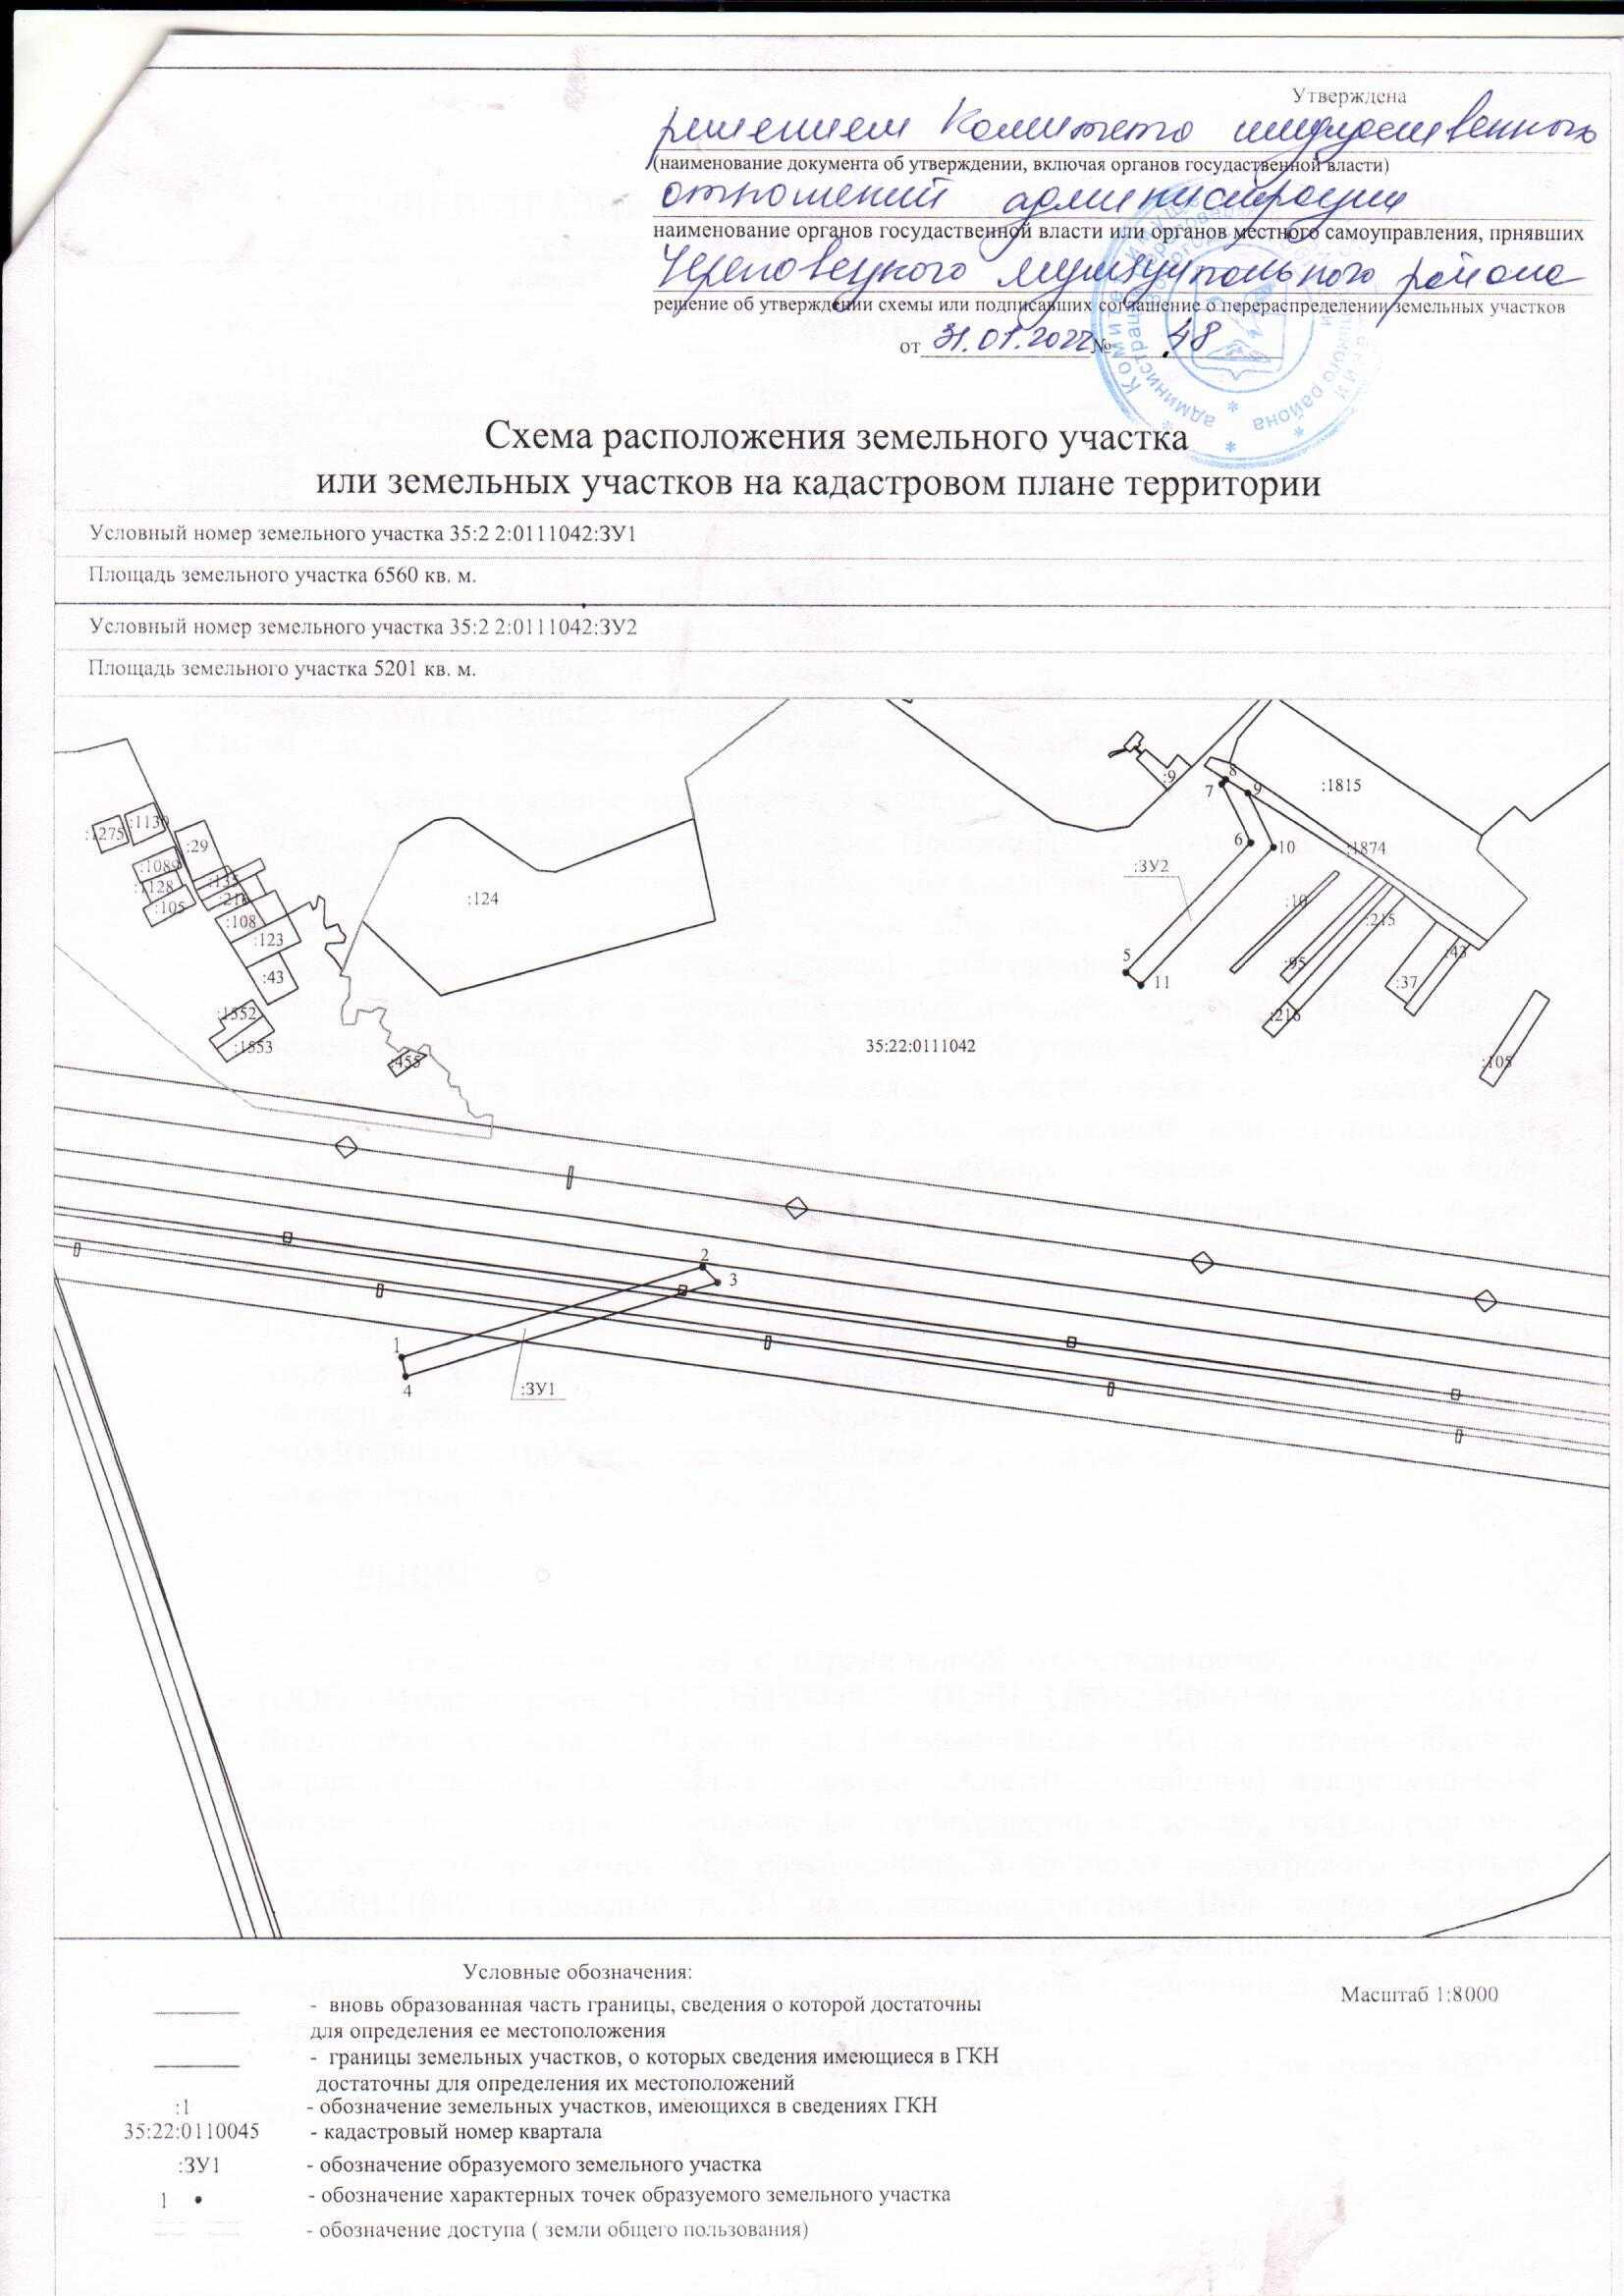 Утверждена
решением Комитета имущественных
(наименование документа об утверждении, включая органов госудаственной власти)
отношений администрации
наименование органов госудаственной власти или органов местного самоуправления, прнявших
Череповецкого муниципального района
решение об утверждении схемы или подписавших соглашение о перераспределении земельных участков
от 31.01.2022 № 48
Схема расположения земельного участка
или земельных участков на кадастровом плане территории
Условный номер земельного участка 35:2 2:0111042:ЗУ1
Площадь земельного участка 6560 кв. м.
Условный номер земельного участка 35:2 2:0111042:ЗУ2
Площадь земельного участка 5201 кв. м.
:9
8
7
9
:1815
:1130
:1275
:29
6
10
:1874
:1089
:ЗУ2
:135
:1128
:124
:10
:105
:108
:215
:123
:43
5
11
:95
:43
:37
:1552
:216
:1553
35:22:0111042
:455
:105
2
3
1
4
:ЗУ1
Условные обозначения:
Масштаб 1:8000
- вновь образованная часть границы, сведения о которой достаточны
для определения ее местоположения
- границы земельных участков, о которых сведения имеющиеся в ГКН
достаточны для определения их местоположений
:1 - обозначение земельных участков, имеющихся в сведениях ГКН
35:22:0110045 - кадастровый номер квартала
:ЗУ1 - обозначение образуемого земельного участка
1 • - обозначение характерных точек образуемого земельного участка
- обозначение доступа ( земли общего пользования)